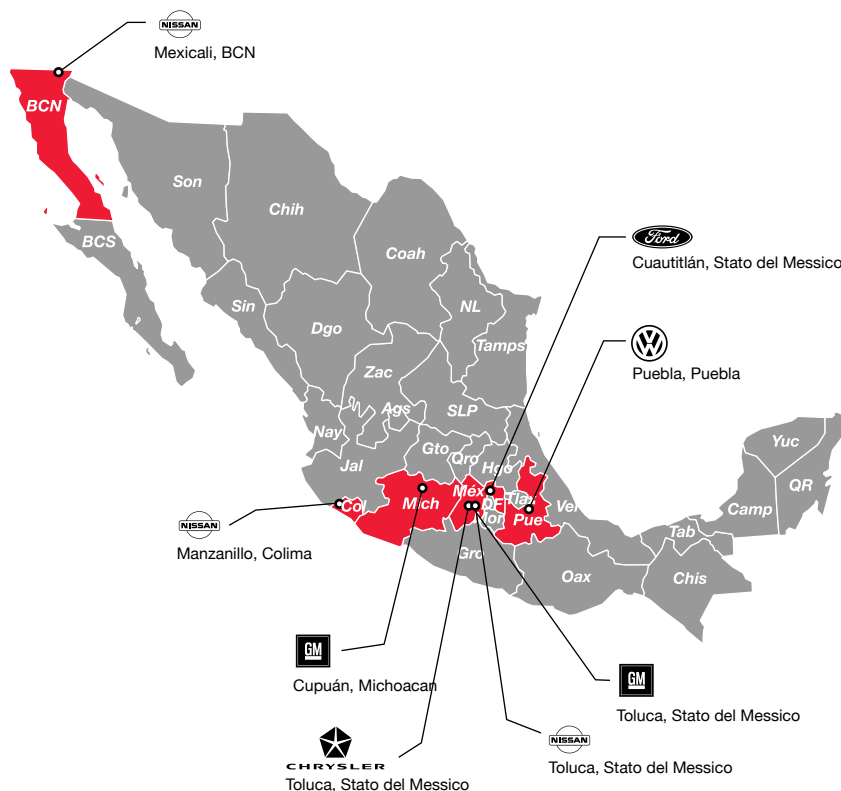 NISSAN
Mexicali, BCN
BCN
Son
Chih
BCS
Coah
Ford
Cuautitlán, Stato del Messico
Sin
NL
Dgo
Tamps
Puebla, Puebla
Zac
Ags
SLP
Nay
Gto
Qro
Hgo
Yuc
Jal
QR
Méx
Tlax
Mich
DF
Col
Mor
Pue
Ver
Camp
NISSAN
Manzanillo, Colima
Tab
Gro
Oax
Chis
GM
Cupuán, Michoacan
GM
Toluca, Stato del Messico
NISSAN
Toluca, Stato del Messico
CHRYSLER
Toluca, Stato del Messico